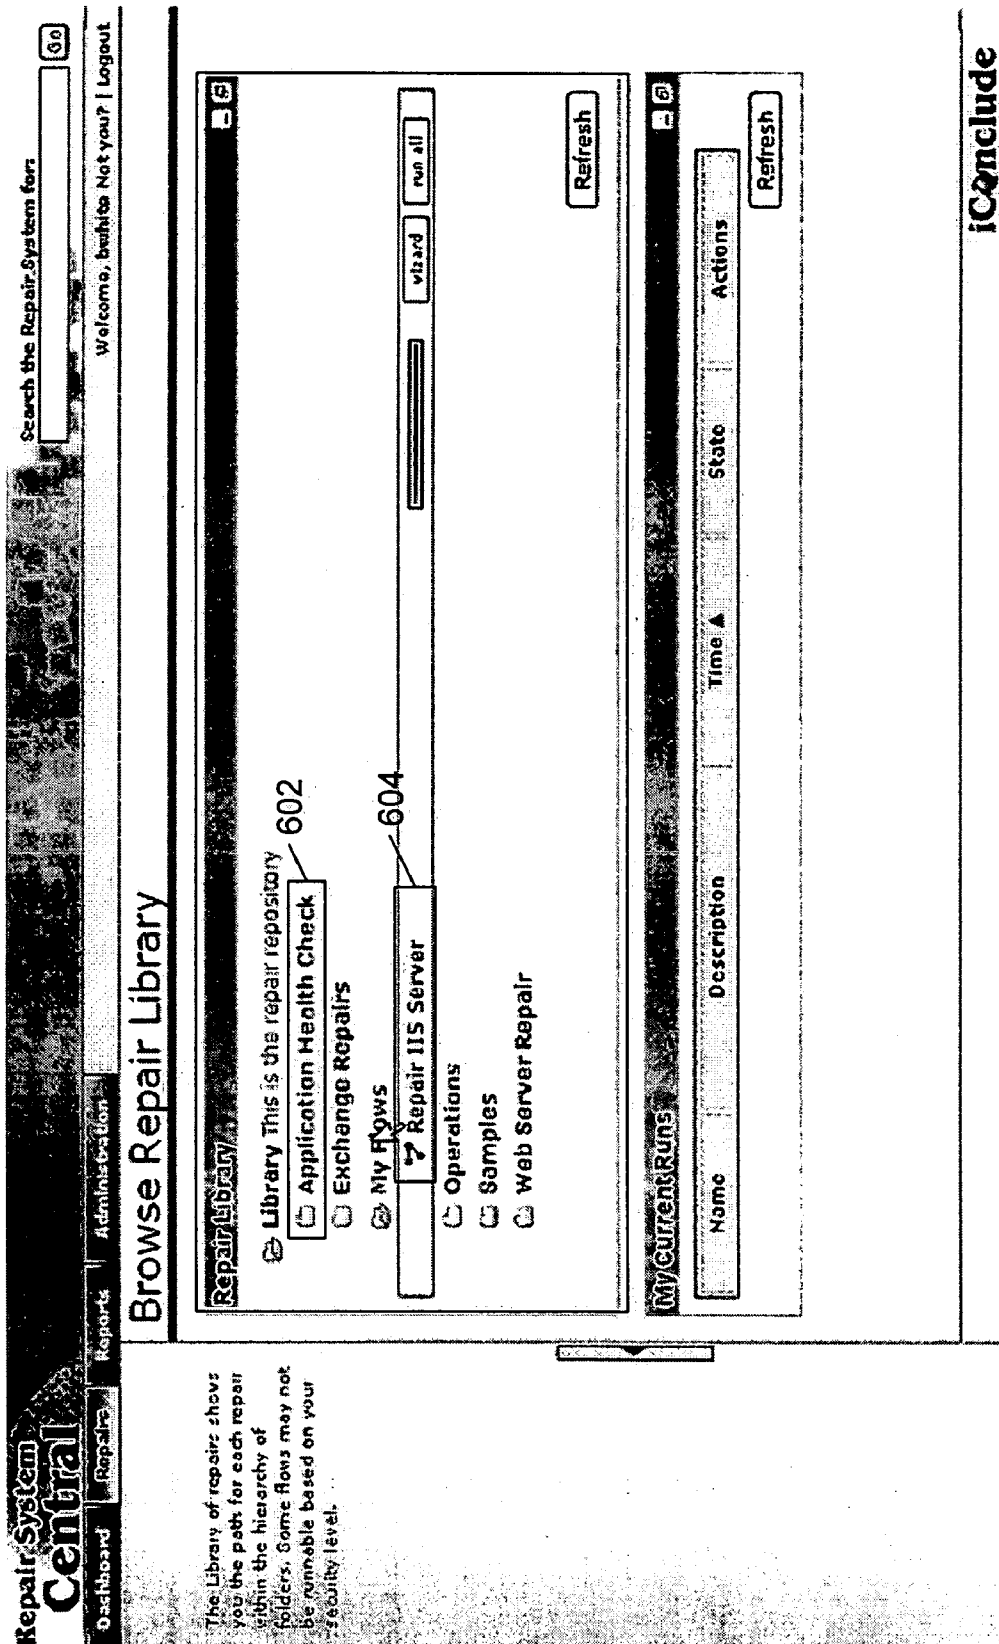 Repair System
Central
Search the Repair System for:
Go
Dashboard
Repairs
Reports
Administration
Welcome, bwhite Not you? | Logout
The Library of repairs shows
you the path for each repair
within the hierarchy of
folders. Some flows may not
be runnable based on your
security level.
Browse Repair Library
Repair Library
Library This is the repair repository
Application Health Check
602
Exchange Repairs
My Flows
604
Repair IIS Server
wizard
run all
Operations
Samples
Web Server Repair
Refresh
My Current Runs
Name
Description
Time ▲
State
Actions
Refresh
iConclude